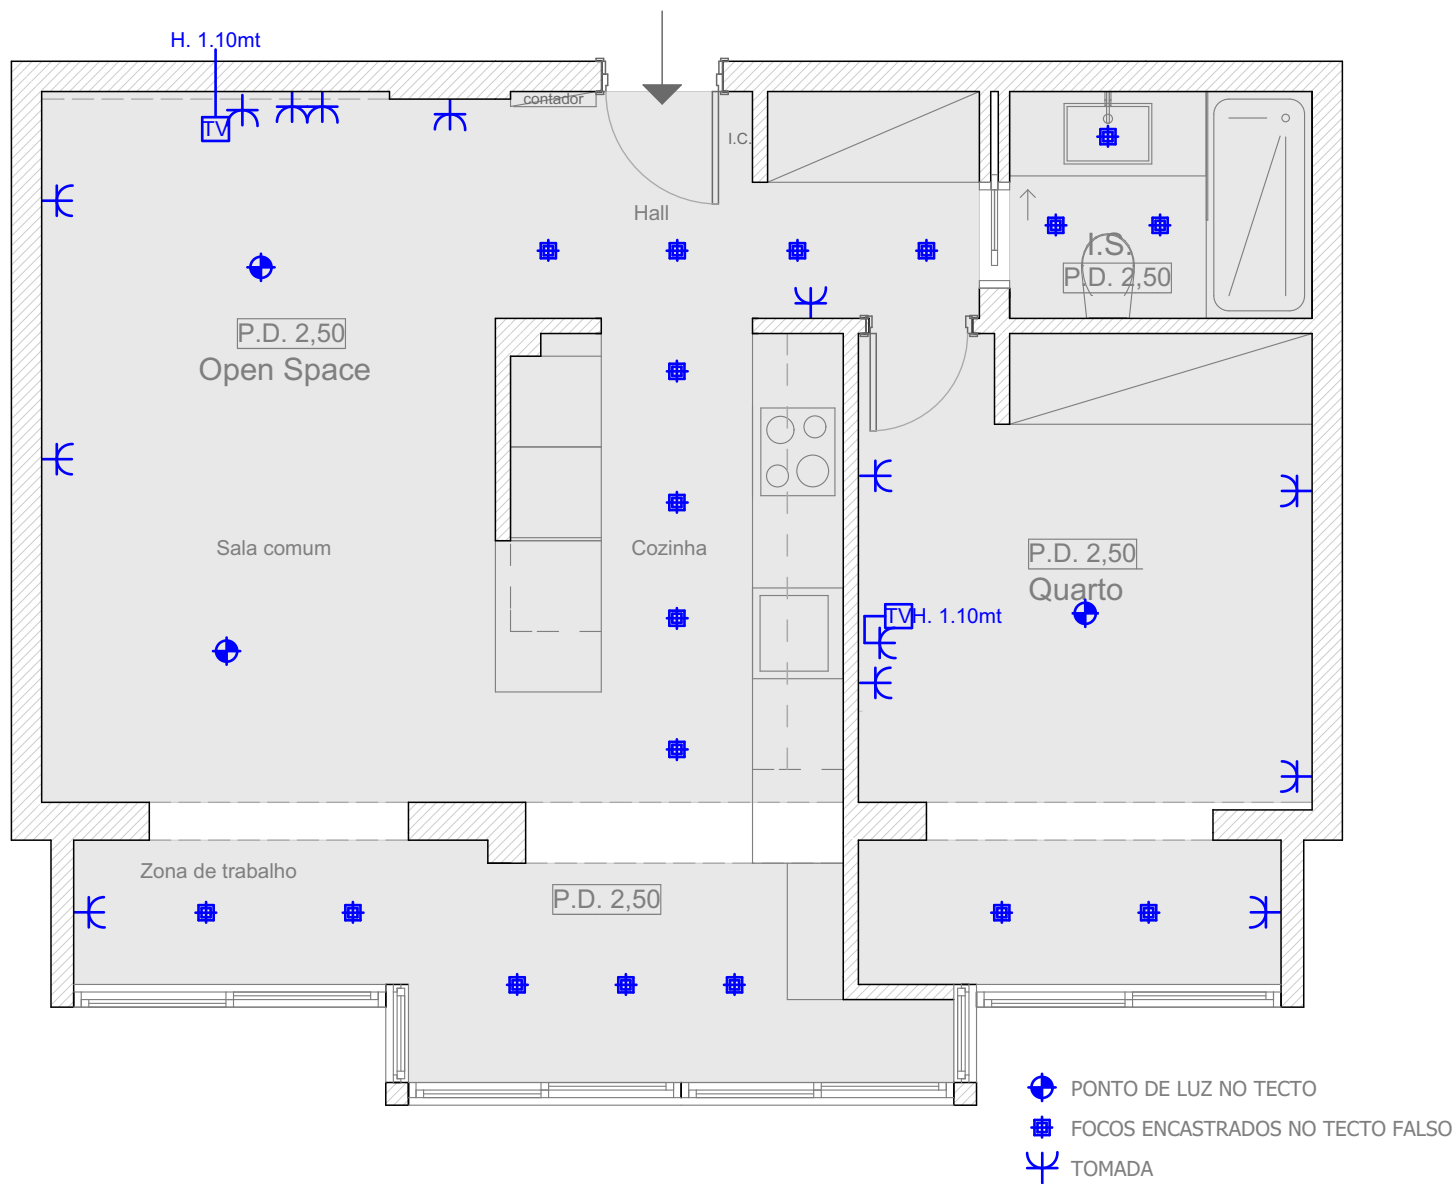 H. 1.10mt
TV
contador
I.C.
Hall
I.S.
P.D. 2,50
P.D. 2,50
Open Space
Sala comum
Cozinha
P.D. 2,50
Quarto
TV H. 1.10mt
Zona de trabalho
P.D. 2,50
PONTO DE LUZ NO TECTO
FOCOS ENCASTRADOS NO TECTO FALSO
TOMADA